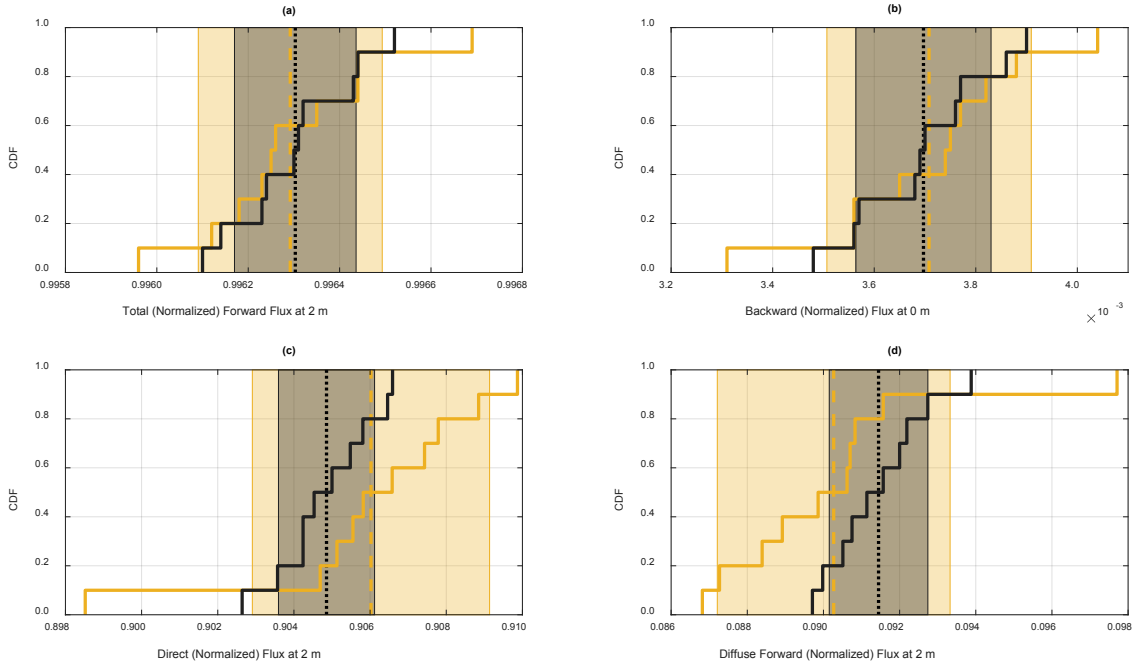 (a)
1.0
0.8
0.6
0.4
0.2
0.0
CDF
0.9958 0.9960 0.9962 0.9964 0.9966 0.9968
Total (Normalized) Forward Flux at 2 m
(b)
1.0
0.8
0.6
0.4
0.2
0.0
CDF
3.2 3.4 3.6 3.8 4.0
Backward (Normalized) Flux at 0 m
× 10 -3
(c)
1.0
0.8
0.6
0.4
0.2
0.0
CDF
0.898 0.900 0.902 0.904 0.906 0.908 0.910
Direct (Normalized) Flux at 2 m
(d)
1.0
0.8
0.6
0.4
0.2
0.0
CDF
0.086 0.088 0.090 0.092 0.094 0.096 0.098
Diffuse Forward (Normalized) Flux at 2 m